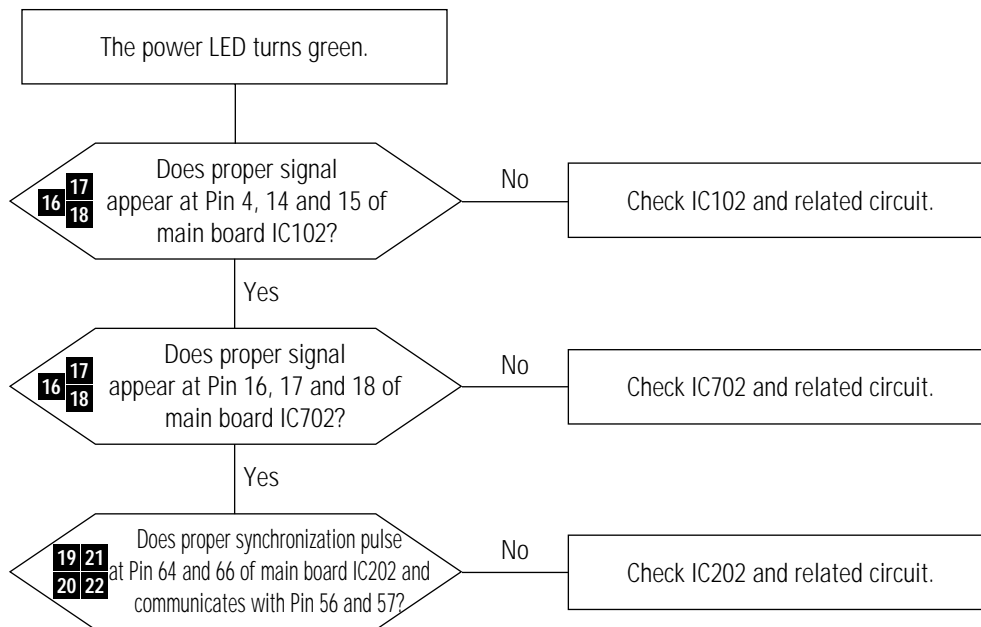 The power LED turns green.
Does proper signal
appear at Pin 4, 14 and 15 of
main board IC102?
16
17
18
No
Check IC102 and related circuit.
Yes
Does proper signal
appear at Pin 16, 17 and 18 of
main board IC702?
16
17
18
No
Check IC702 and related circuit.
Yes
Does proper synchronization pulse
at Pin 64 and 66 of main board IC202 and
communicates with Pin 56 and 57?
19 21
20 22
No
Check IC202 and related circuit.